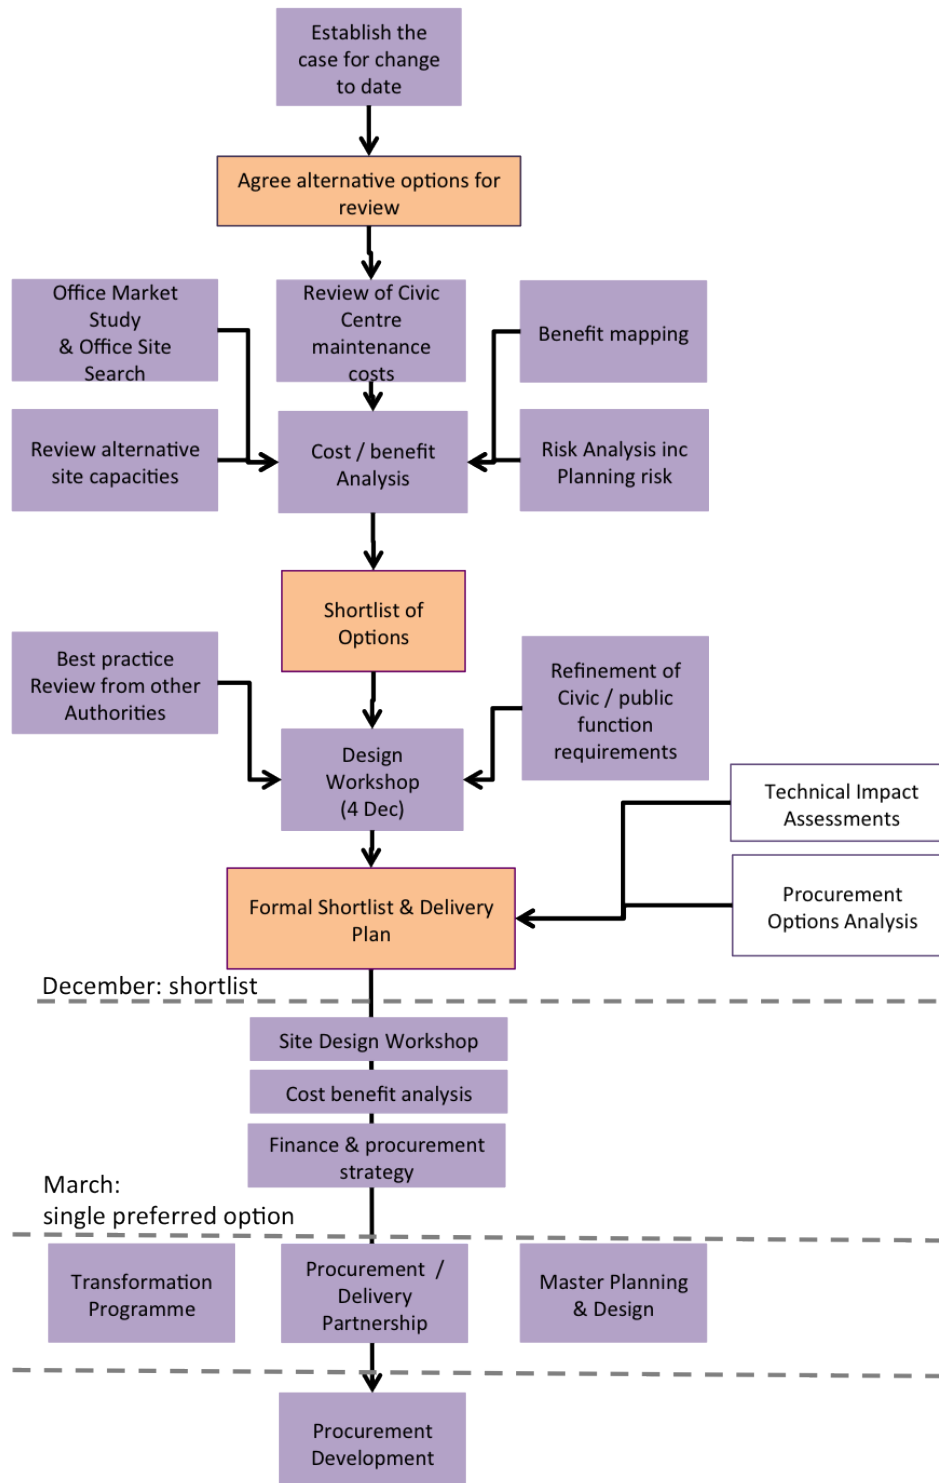 Establish the
case for change
to date
Agree alternative options for
review
Office Market
Study
& Office Site
Search
Review of Civic
Centre
maintenance
costs
Benefit mapping
Review alternative
site capacities
Cost / benefit
Analysis
Risk Analysis inc
Planning risk
Shortlist of
Options
Best practice
Review from other
Authorities
Refinement of
Civic / public
function
requirements
Design
Workshop
(4 Dec)
Technical Impact
Assessments
Procurement
Options Analysis
Formal Shortlist & Delivery
Plan
December: shortlist
Site Design Workshop
Cost benefit analysis
Finance & procurement
strategy
March:
single preferred option
Transformation
Programme
Procurement /
Delivery
Partnership
Master Planning
& Design
Procurement
Development